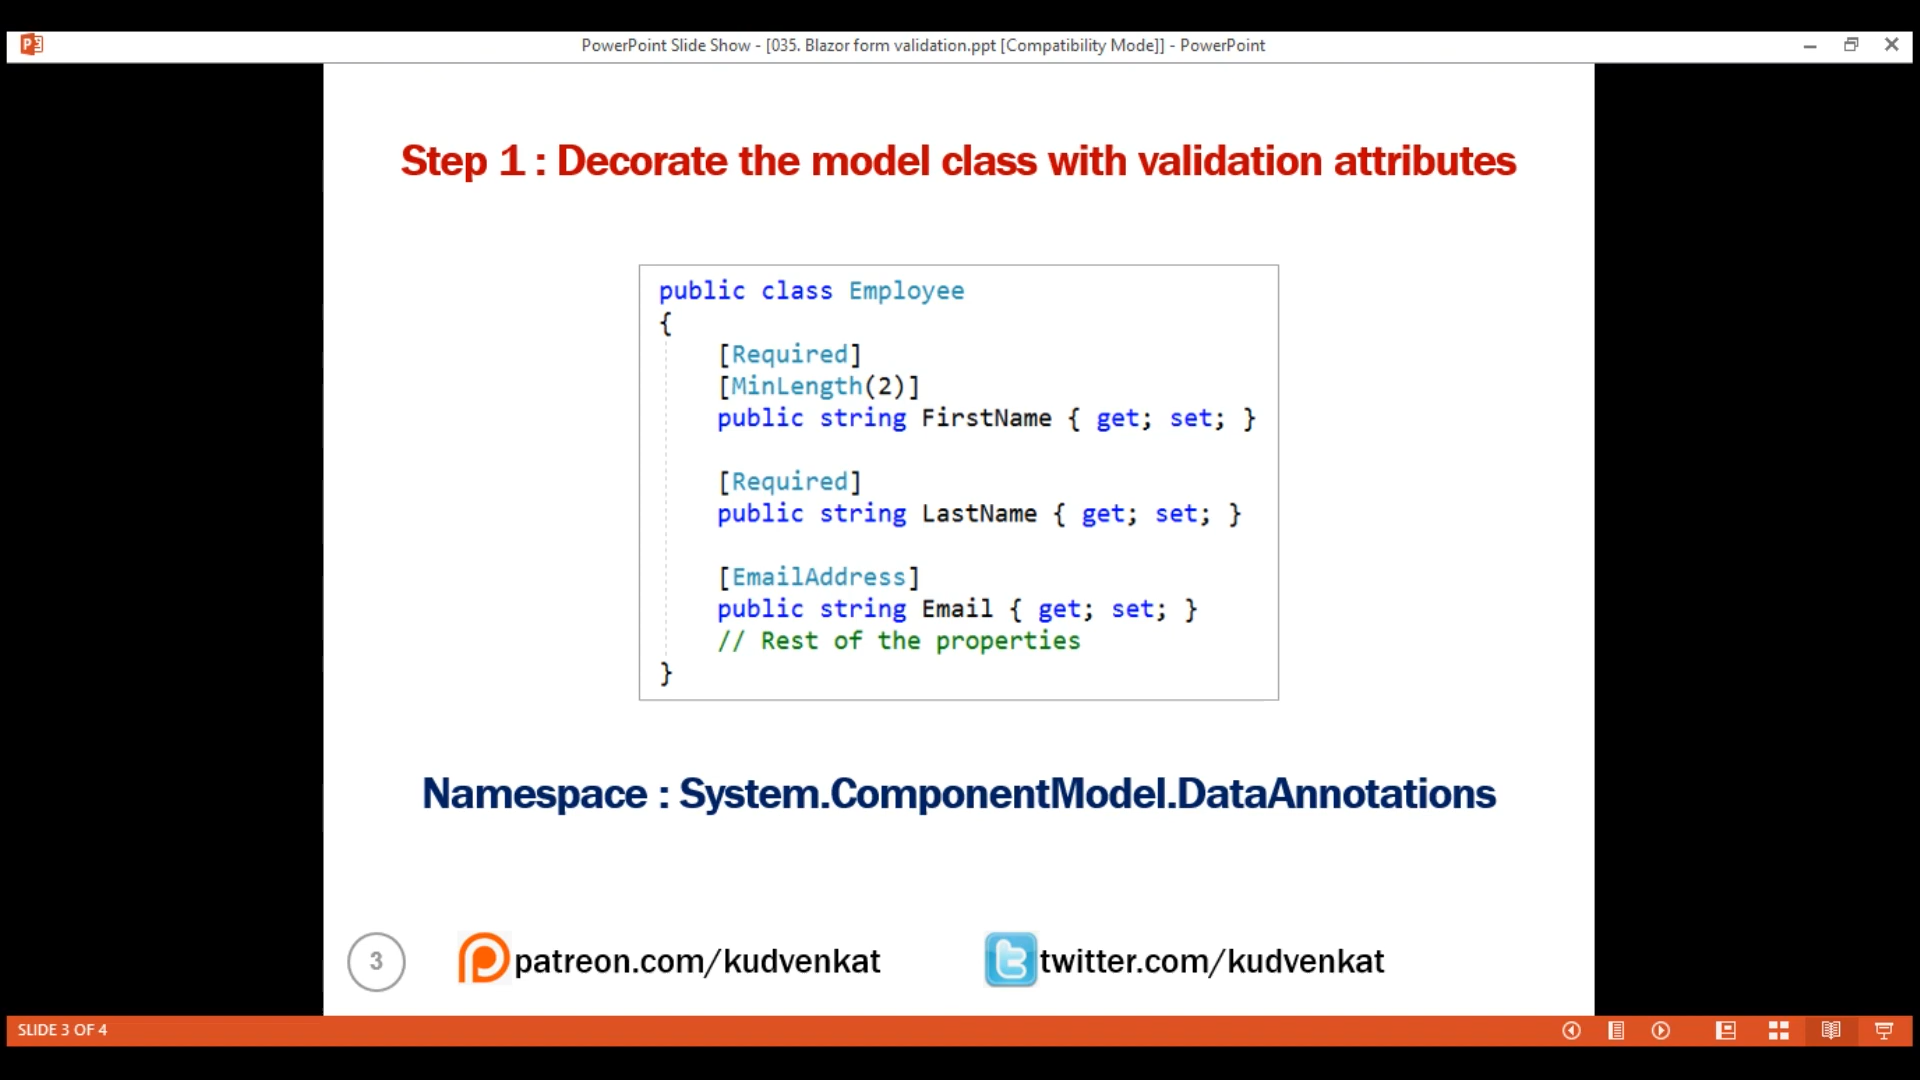 PowerPoint Slide Show - [035. Blazor form validation.ppt [Compatibility Mode]] - PowerPoint
Step 1 : Decorate the model class with validation attributes
public class Employee
{
[Required]
[MinLength(2)]
public string FirstName { get; set; }
[Required]
public string LastName { get; set; }
[EmailAddress]
public string Email { get; set; }
// Rest of the properties
}
Namespace : System.ComponentModel.DataAnnotations
3
patreon.com/kudvenkat
twitter.com/kudvenkat
SLIDE 3 OF 4